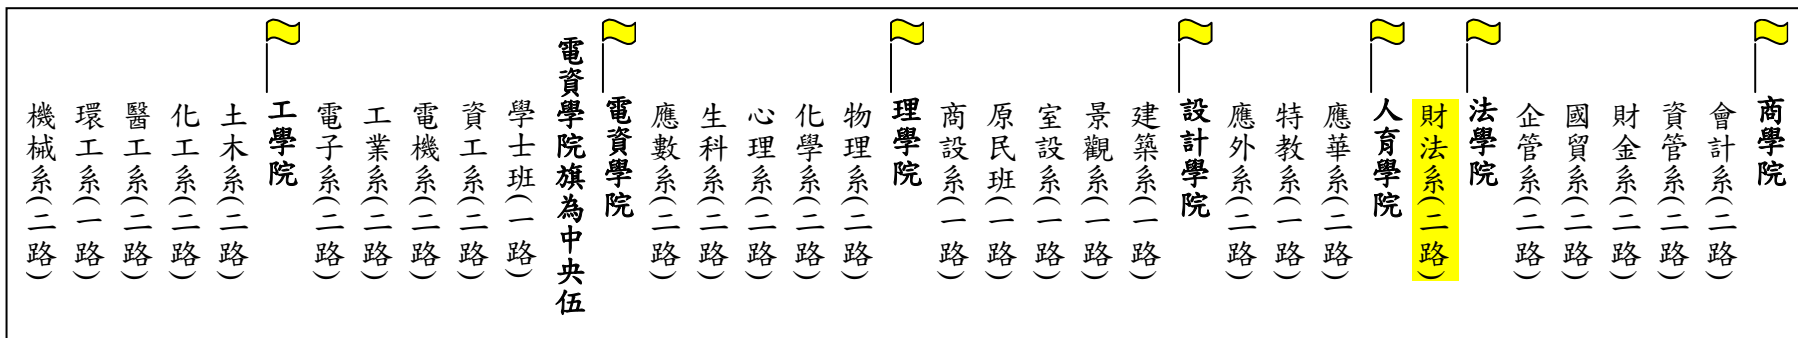 商學院
會計系(二路)
資管系(二路)
財金系(二路)
國貿系(二路)
企管系(二路)
法學院
財法系(二路)
人育學院
應華系(二路)
特教系(一路)
應外系(二路)
設計學院
建築系(一路)
景觀系(一路)
室設系(一路)
原民班(一路)
商設系(一路)
理學院
物理系(二路)
化學系(二路)
心理系(二路)
生科系(二路)
應數系(二路)
電資學院
電資學院旗為中央伍
學士班(一路)
資工系(二路)
電機系(二路)
工業系(二路)
電子系(二路)
工學院
土木系(二路)
化工系(二路)
醫工系(二路)
環工系(一路)
機械系(二路)